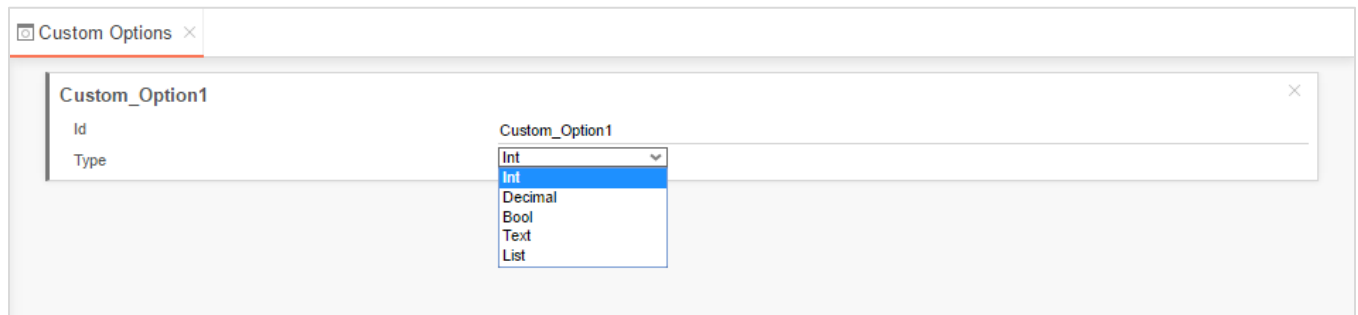 Custom Options
Custom_Option1
Id Custom_Option1
Type Int
Int
Decimal
Bool
Text
List